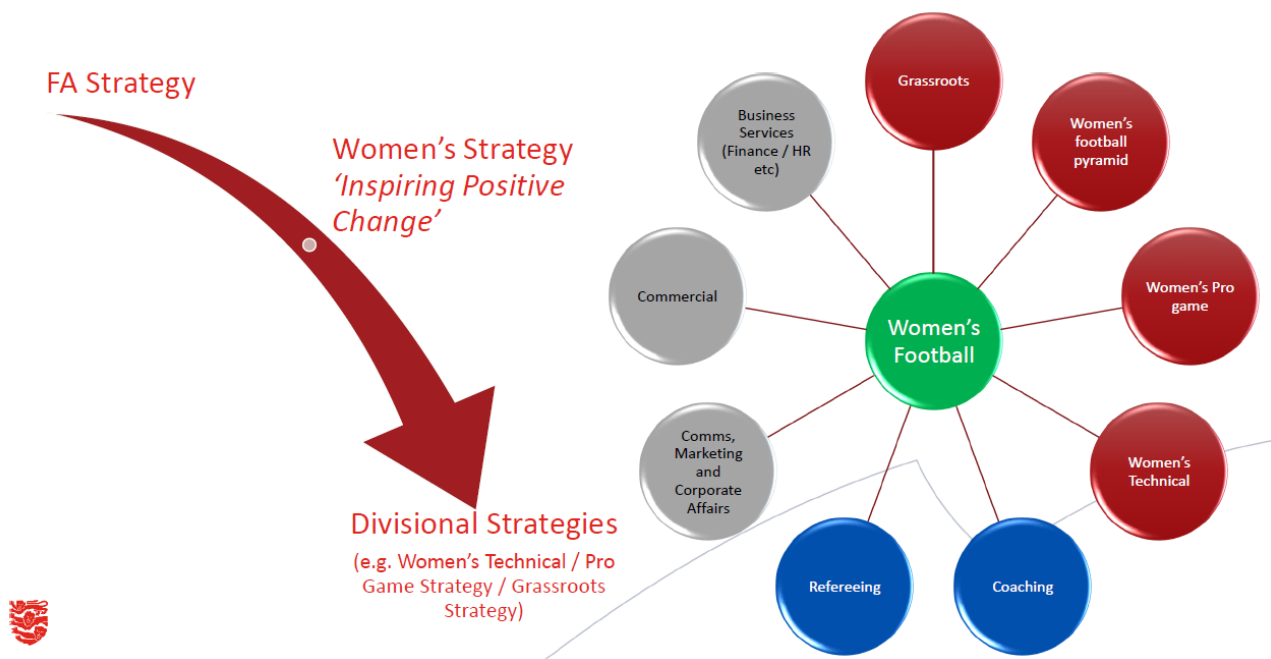 FA Strategy
Women's Strategy
'Inspiring Positive
Change'
Divisional Strategies
(e.g. Women's Technical / Pro
Game Strategy / Grassroots
Strategy)
Grassroots
Women's
football
pyramid
Women's Pro
game
Women's
Technical
Coaching
Refereeing
Comms,
Marketing
and
Corporate
Affairs
Commercial
Business
Services
(Finance / HR
etc)
Women's
Football